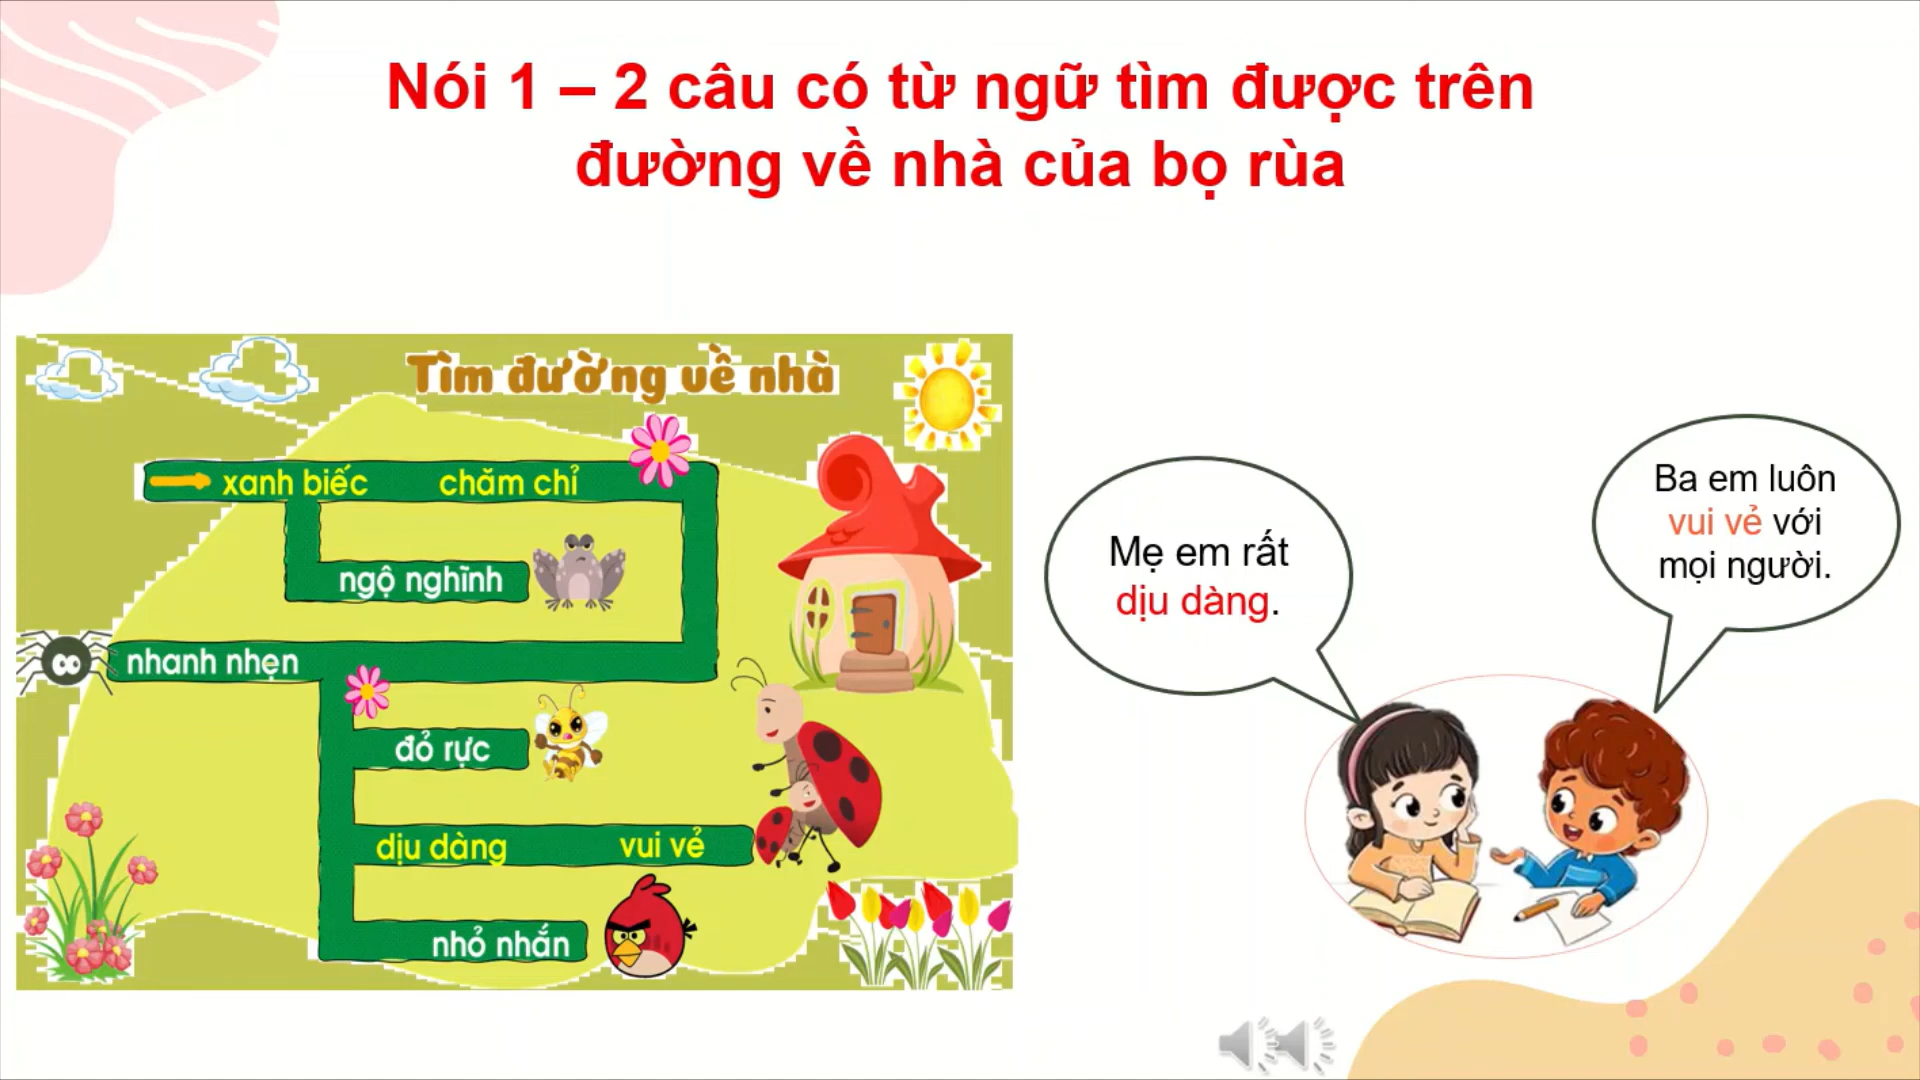 Nói 1 – 2 câu có từ ngữ tìm được trên
đường về nhà của bọ rùa
Tìm đường về nhà
xanh biếc chăm chỉ
ngộ nghĩnh
nhanh nhẹn
đỏ rực
dịu dàng vui vẻ
nhỏ nhắn
Mẹ em rất
dịu dàng.
Ba em luôn
vui vẻ với
mọi người.